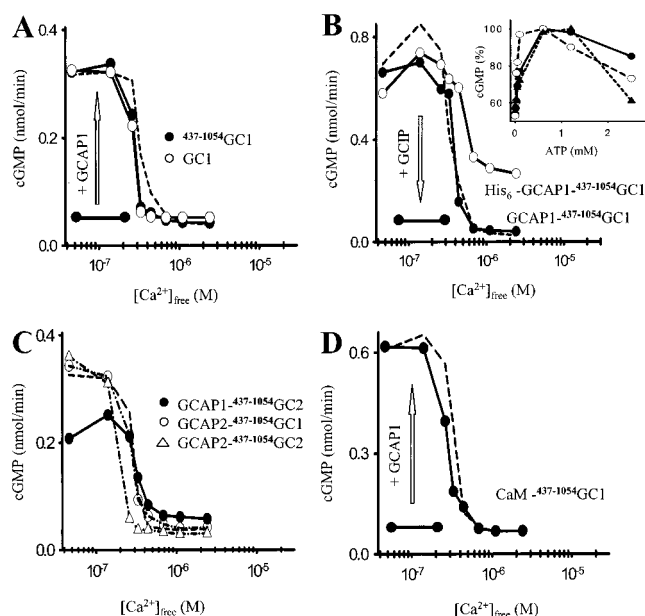 A
cGMP (nmol/min)
0.4
0.2
0.0
+ GCAP1
437-1054GC1
GC1
10-7
10-6
10-5
[Ca2+]free (M)
B
cGMP (nmol/min)
0.8
0.4
0.0
+ GCIP
His6 -GCAP1-437-1054GC1
GCAP1-437-1054GC1
10-7
10-6
10-5
[Ca2+]free (M)
cGMP (%)
100
80
60
0
1
2
ATP (mM)
C
cGMP (nmol/min)
0.4
0.2
0.0
GCAP1-437-1054GC2
GCAP2-437-1054GC1
GCAP2-437-1054GC2
10-7
10-6
10-5
[Ca2+]free (M)
D
cGMP (nmol/min)
0.6
0.3
0.0
+ GCAP1
CaM -437-1054GC1
10-7
10-6
10-5
[Ca2+]free (M)